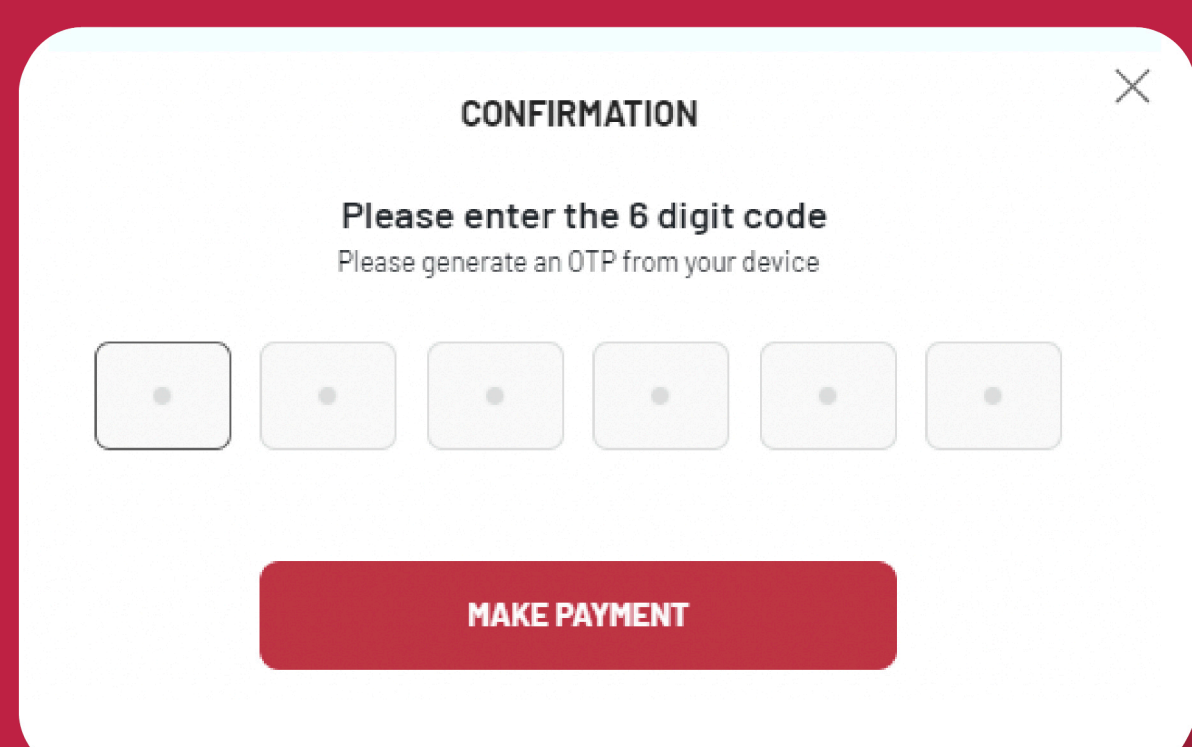 CONFIRMATION
Please enter the 6 digit code
Please generate an OTP from your device
MAKE PAYMENT